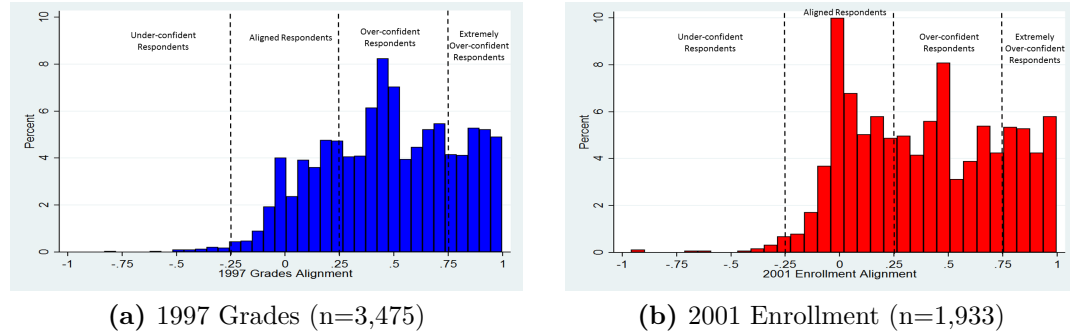 10
8
6
4
2
0
Percent
Under-confident
Respondents
Aligned Respondents
Over-confident
Respondents
Extremely
Over-confident
Respondents
-1
-.75
-.5
-.25
0
.25
.5
.75
1
1997 Grades Alignment
(a) 1997 Grades (n=3,475)
10
8
6
4
2
0
Percent
Under-confident
Respondents
Aligned Respondents
Over-confident
Respondents
Extremely
Over-confident
Respondents
-1
-.75
-.5
-.25
0
.25
.5
.75
1
2001 Enrollment Alignment
(b) 2001 Enrollment (n=1,933)